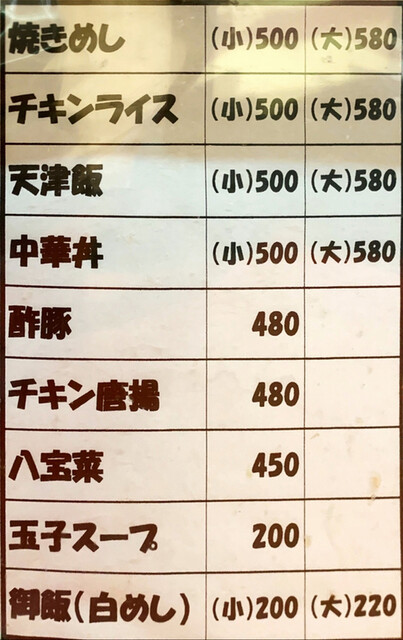 焼きめし (小)500 (大)580
チキンライス (小)500 (大)580
天津飯 (小)500 (大)580
中華丼 (小)500 (大)580
酢豚 480
チキン唐揚 480
八宝菜 450
玉子スープ 200
御飯(白めし) (小)200 (大)220